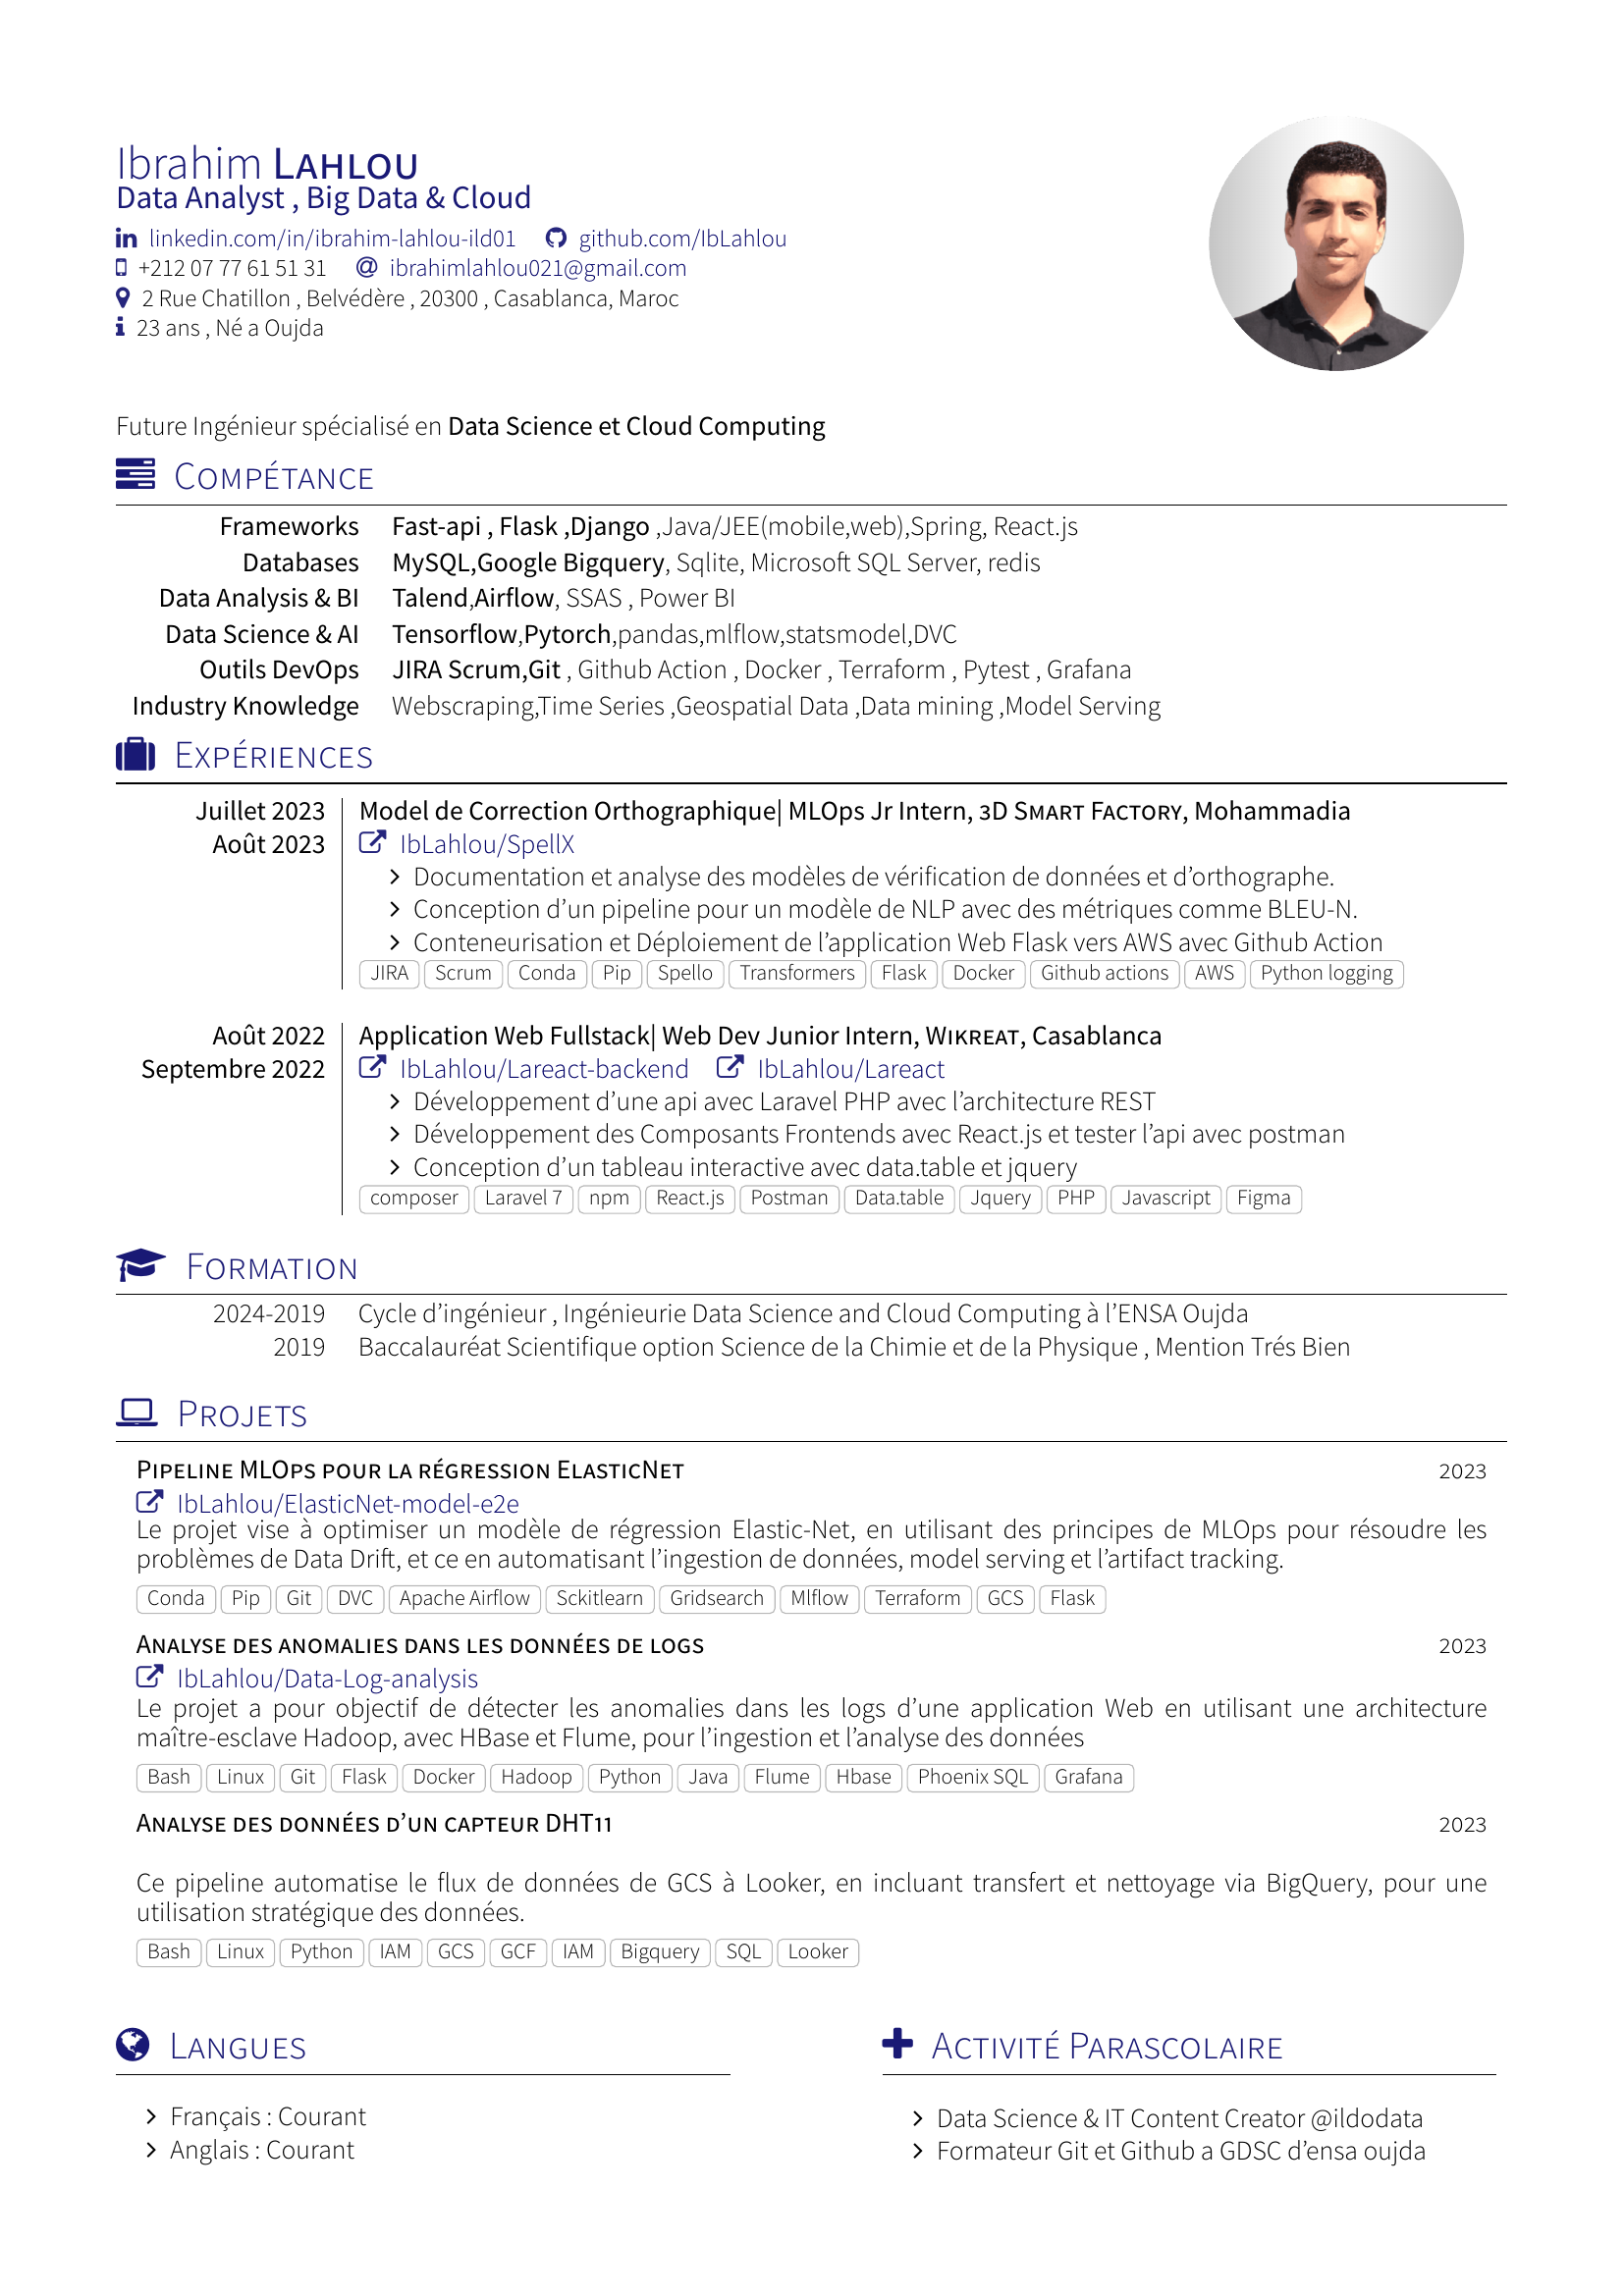 Ibrahim LAHLOU
Data Analyst , Big Data & Cloud
linkedin.com/in/ibrahim-lahlou-ild01 github.com/IbLahlou
+212 07 77 61 51 31 ibrahimlahlou021@gmail.com
2 Rue Chatillon , Belvédère , 20300 , Casablanca, Maroc
23 ans , Né a Oujda
Future Ingénieur spécialisé en Data Science et Cloud Computing
COMPÉTANCE
Frameworks Fast-api , Flask ,Django ,Java/JEE(mobile,web),Spring, React.js
Databases MySQL,Google Bigquery, Sqlite, Microsoft SQL Server, redis
Data Analysis & BI Talend,Airflow, SSAS , Power BI
Data Science & AI Tensorflow,Pytorch,pandas,mlflow,statsmodel,DVC
Outils DevOps JIRA Scrum,Git , Github Action , Docker , Terraform , Pytest , Grafana
Industry Knowledge Webscraping,Time Series ,Geospatial Data ,Data mining ,Model Serving
EXPÉRIENCES
Juillet 2023 Model de Correction Orthographique| MLOps Jr Intern, 3D SMART FACTORY, Mohammadia
Août 2023 IbLahlou/SpellX
Documentation et analyse des modèles de vérification de données et d'orthographe.
Conception d'un pipeline pour un modèle de NLP avec des métriques comme BLEU-N.
Conteneurisation et Déploiement de l'application Web Flask vers AWS avec Github Action
JIRA Scrum Conda Pip Spello Transformers Flask Docker Github actions AWS Python logging
Août 2022 Application Web Fullstack| Web Dev Junior Intern, WIKREAT, Casablanca
Septembre 2022 IbLahlou/Lareact-backend IbLahlou/Lareact
Développement d'une api avec Laravel PHP avec l'architecture REST
Développement des Composants Frontends avec React.js et tester l'api avec postman
Conception d'un tableau interactive avec data.table et jquery
composer Laravel 7 npm React.js Postman Data.table Jquery PHP Javascript Figma
FORMATION
2024-2019 Cycle d'ingénieur , Ingénieurie Data Science and Cloud Computing à l'ENSA Oujda
2019 Baccalauréat Scientifique option Science de la Chimie et de la Physique , Mention Trés Bien
PROJETS
PIPELINE MLOPS POUR LA RÉGRESSION ELASTICNET 2023
IbLahlou/ElasticNet-model-e2e
Le projet vise à optimiser un modèle de régression Elastic-Net, en utilisant des principes de MLOps pour résoudre les
problèmes de Data Drift, et ce en automatisant l'ingestion de données, model serving et l'artifact tracking.
Conda Pip Git DVC Apache Airflow Sckitlearn Gridsearch Mlflow Terraform GCS Flask
ANALYSE DES ANOMALIES DANS LES DONNÉES DE LOGS 2023
IbLahlou/Data-Log-analysis
Le projet a pour objectif de détecter les anomalies dans les logs d'une application Web en utilisant une architecture
maître-esclave Hadoop, avec HBase et Flume, pour l'ingestion et l'analyse des données
Bash Linux Git Flask Docker Hadoop Python Java Flume Hbase Phoenix SQL Grafana
ANALYSE DES DONNÉES D'UN CAPTEUR DHT11 2023
Ce pipeline automatise le flux de données de GCS à Looker, en incluant transfert et nettoyage via BigQuery, pour une
utilisation stratégique des données.
Bash Linux Python IAM GCS GCF IAM Bigquery SQL Looker
LANGUES
Français : Courant
Anglais : Courant
ACTIVITÉ PARASCOLAIRE
Data Science & IT Content Creator @ildodata
Formateur Git et Github a GDSC d'ensa oujda